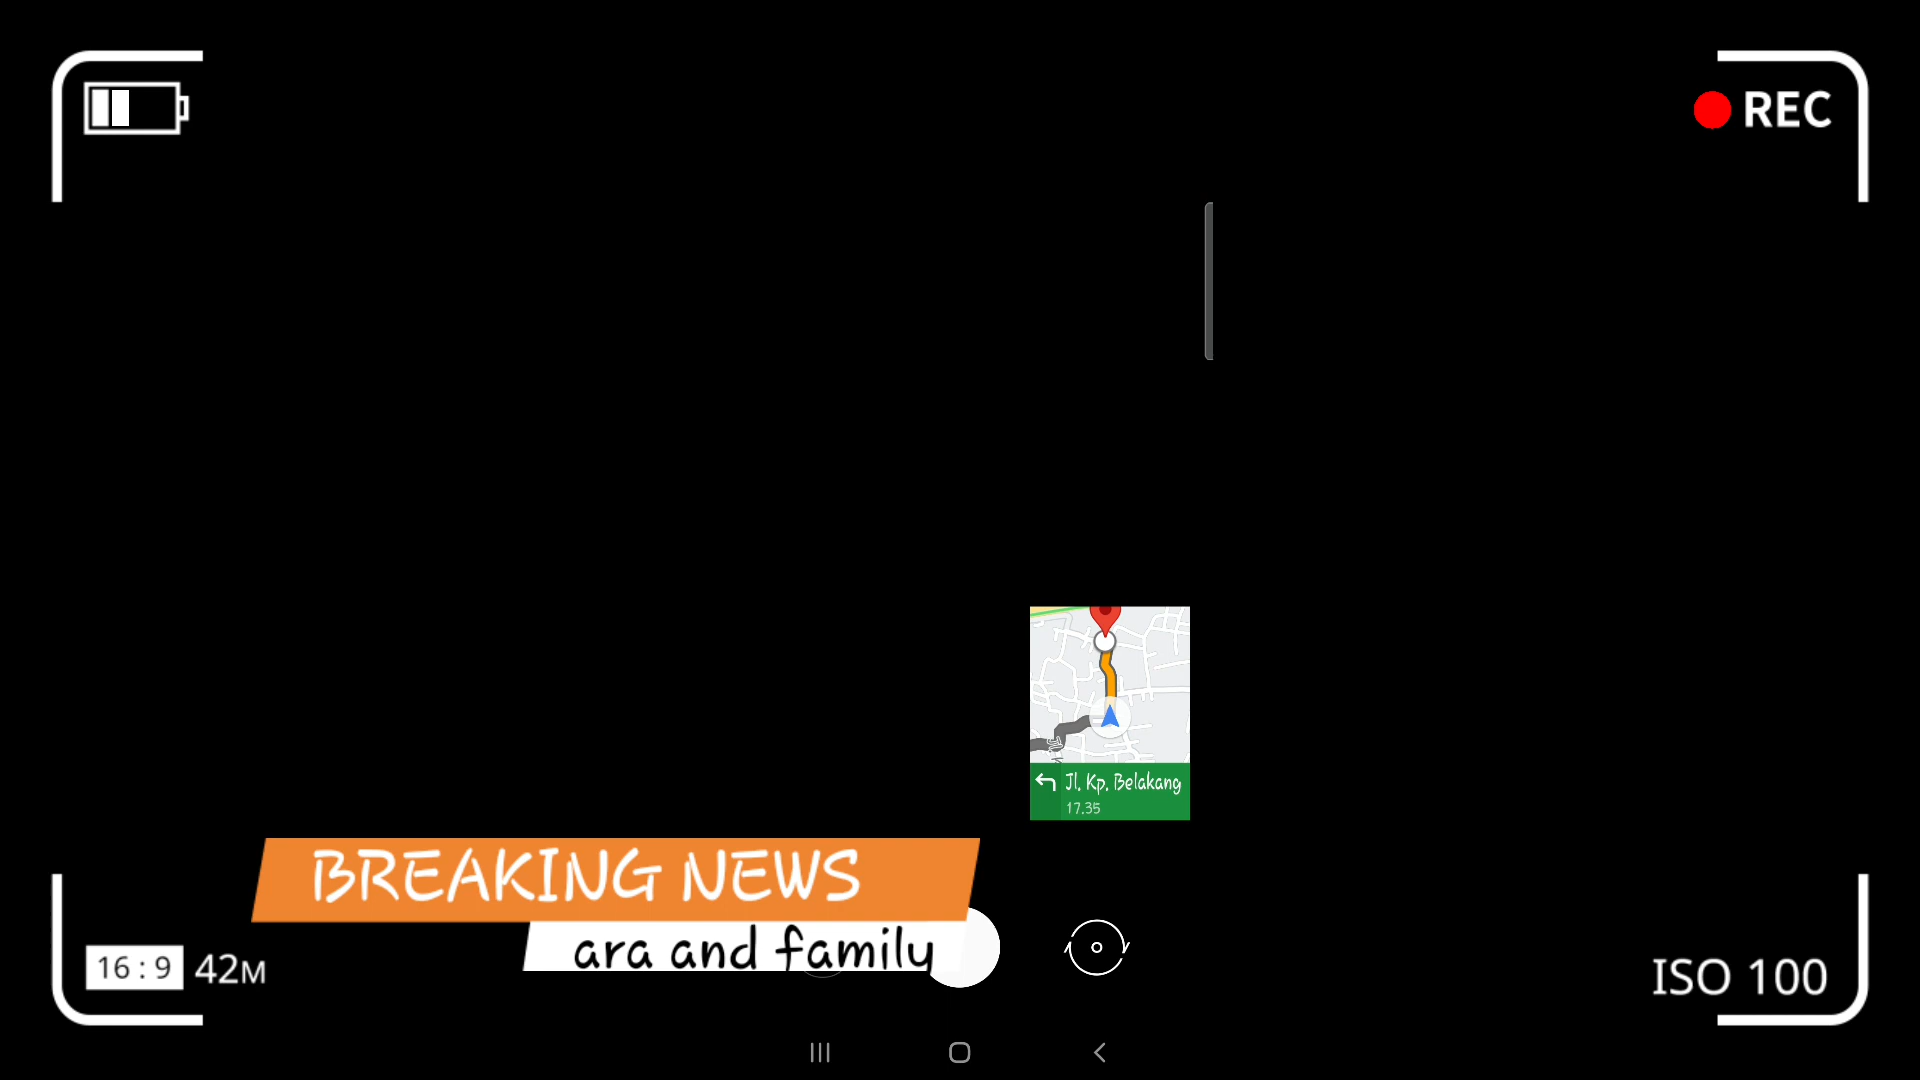 REC
Jl. Kp. Belakang
17.35
BREAKING NEWS
ara and family
16 : 9 42M
ISO 100